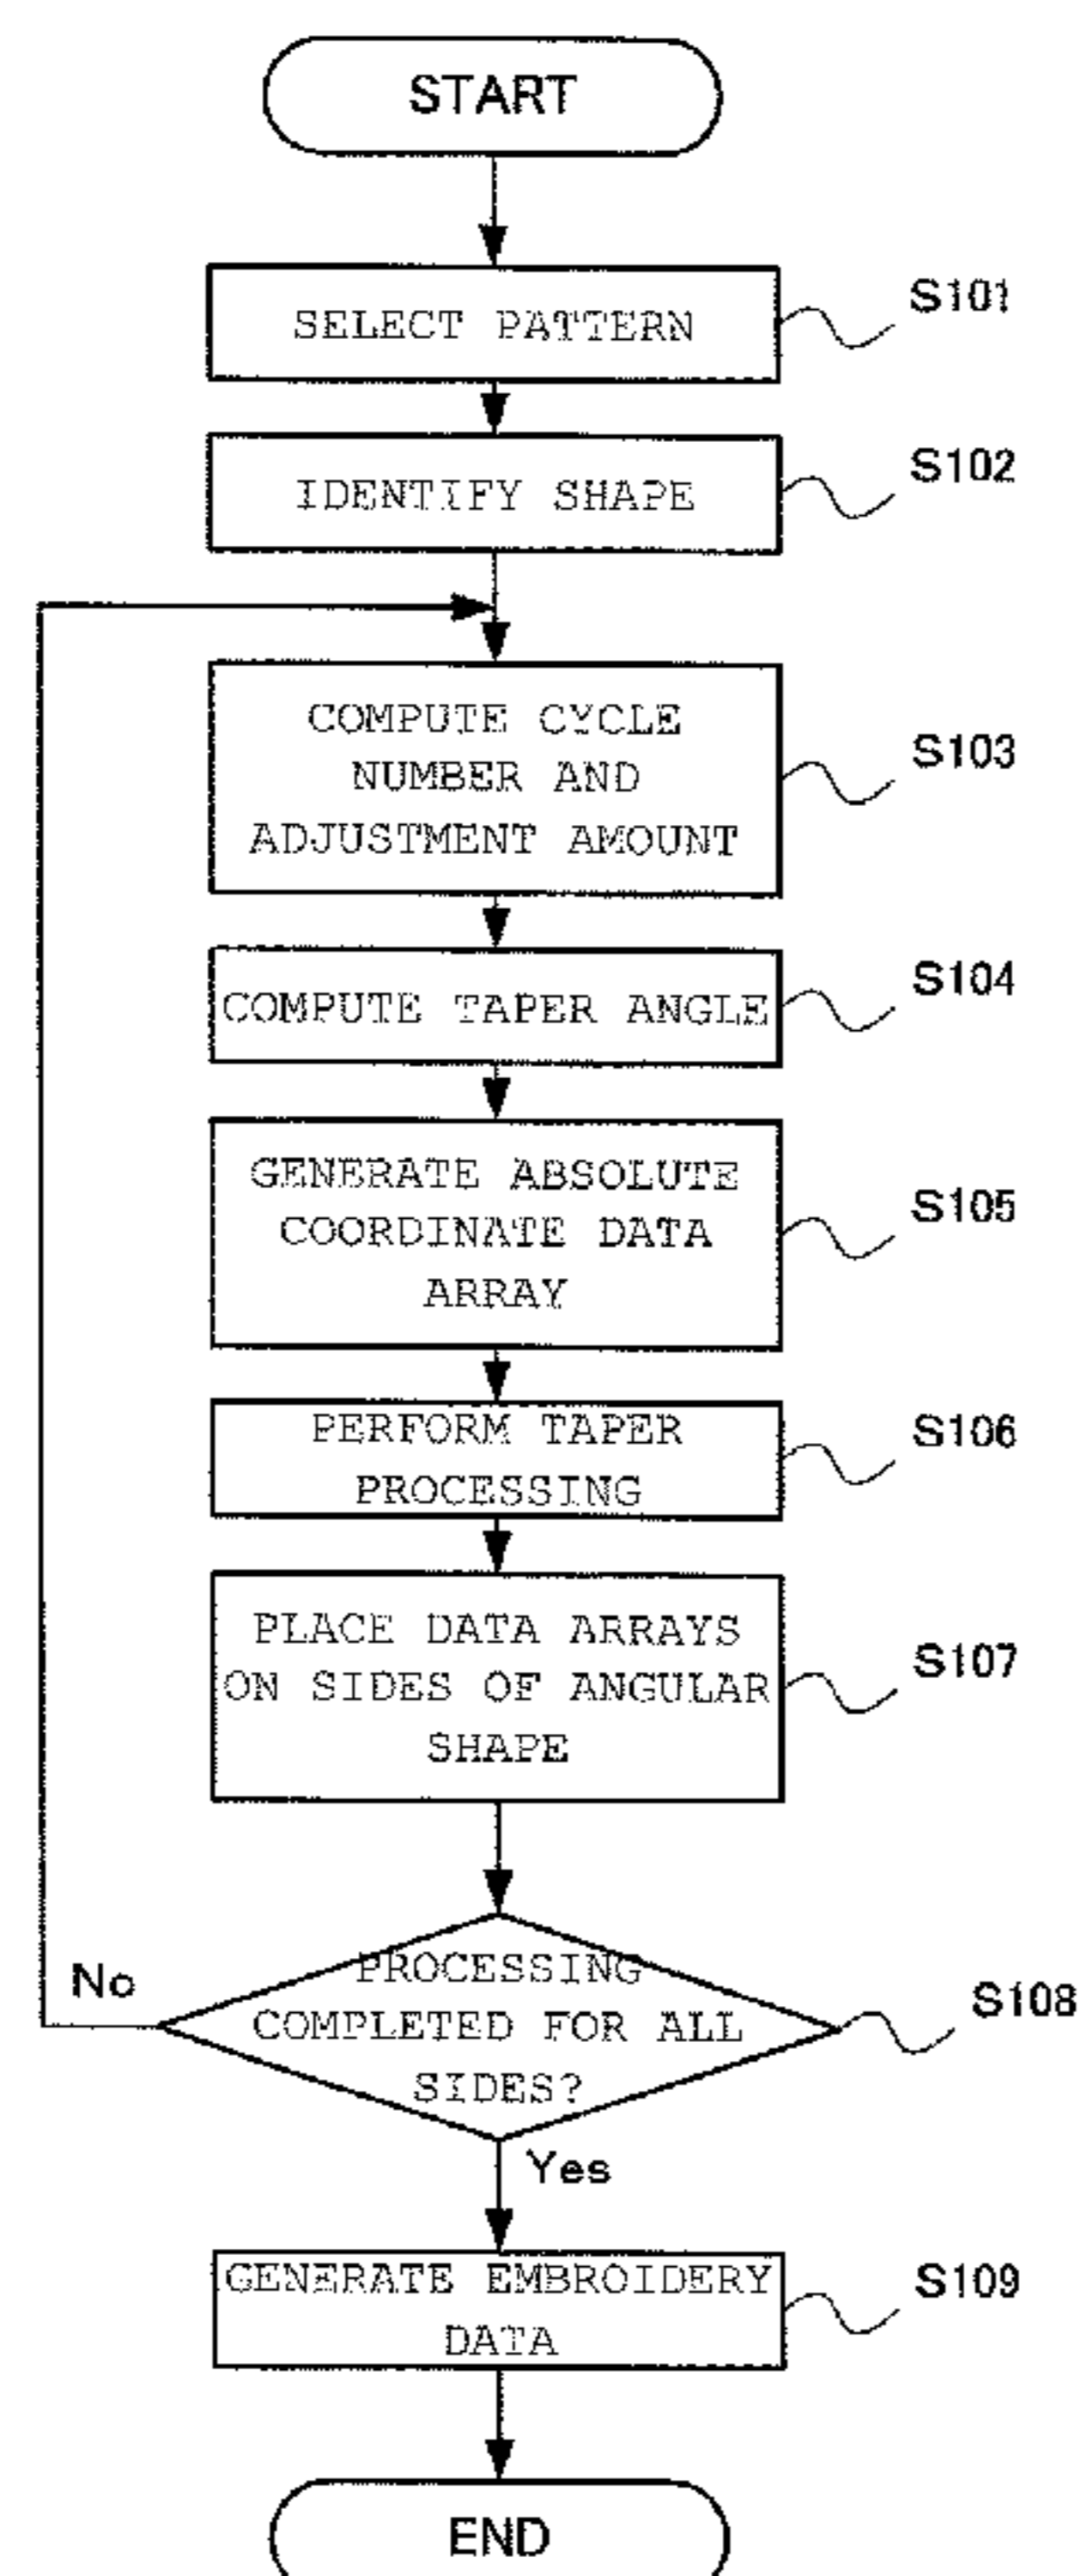 START
SELECT PATTERN
S101
IDENTIFY SHAPE
S102
COMPUTE CYCLE
NUMBER AND
ADJUSTMENT AMOUNT
S103
COMPUTE TAPER ANGLE
S104
GENERATE ABSOLUTE
COORDINATE DATA
ARRAY
S105
PERFORM TAPER
PROCESSING
S106
PLACE DATA ARRAYS
ON SIDES OF ANGULAR
SHAPE
S107
No
PROCESSING
COMPLETED FOR ALL
SIDES?
S108
Yes
GENERATE EMBROIDERY
DATA
S109
END